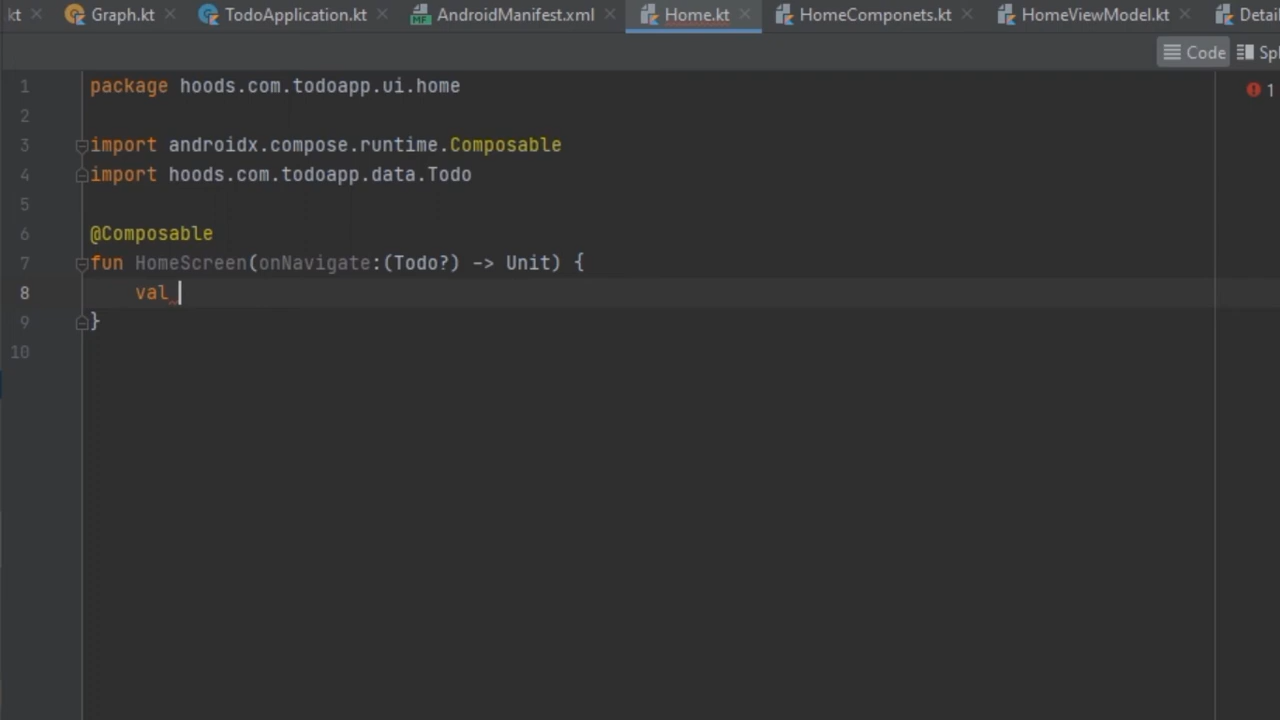 kt Graph.kt TodoApplication.kt AndroidManifest.xml Home.kt HomeComponets.kt HomeViewModel.kt Detai
Code Spl
1
1 package hoods.com.todoapp.ui.home
2
3 import androidx.compose.runtime.Composable
4 import hoods.com.todoapp.data.Todo
5
6 @Composable
7 fun HomeScreen(onNavigate:(Todo?) -> Unit) {
8 val
9 }
10